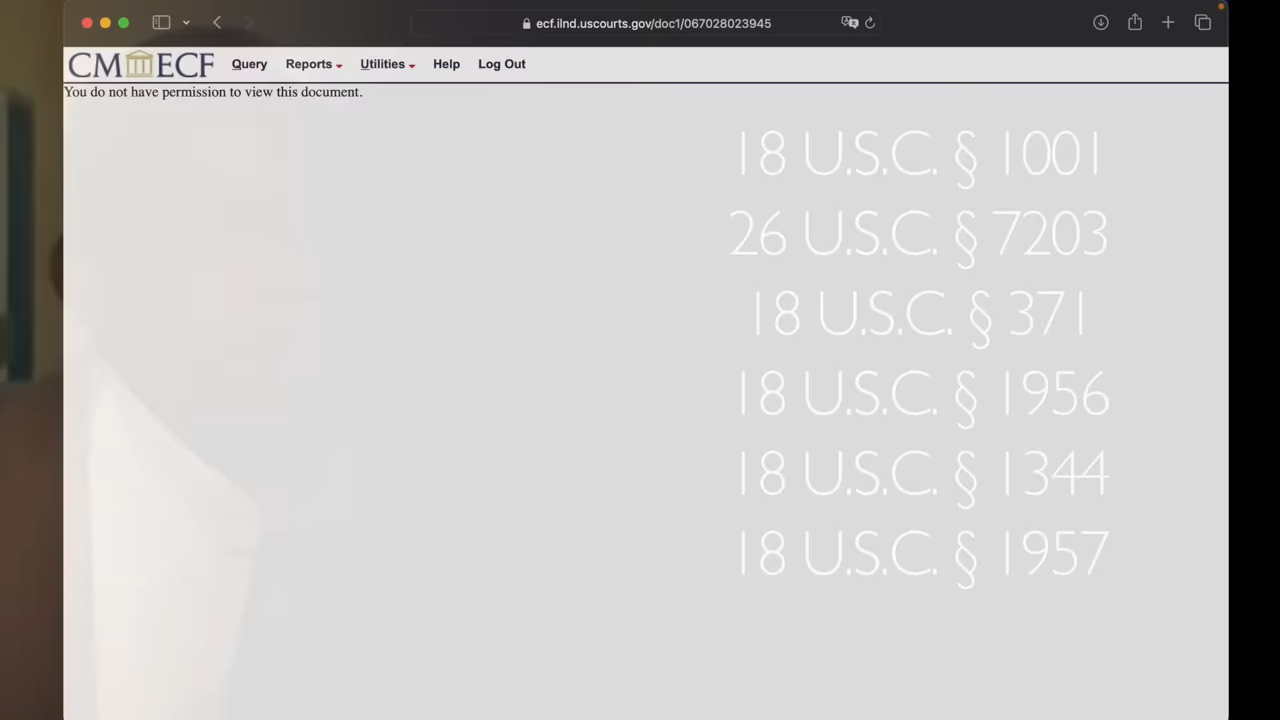 ecf.ilnd.uscourts.gov/doc1/067028023945
CM ECF Query Reports Utilities Help Log Out
You do not have permission to view this document.
18 U.S.C. § 1001
26 U.S.C. § 7203
18 U.S.C. § 371
18 U.S.C. § 1956
18 U.S.C. § 1344
18 U.S.C. § 1957